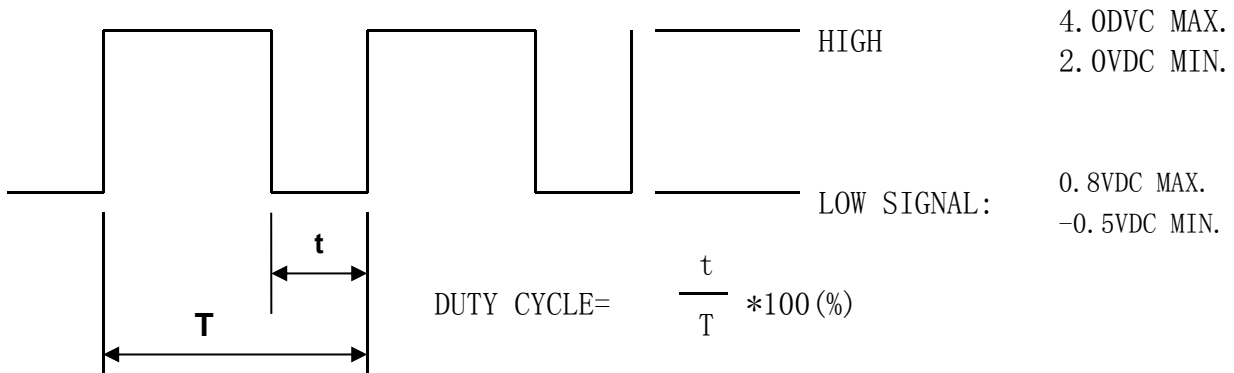 HIGH
4.0DVC MAX.
2.0VDC MIN.
LOW SIGNAL:
0.8VDC MAX.
-0.5VDC MIN.
t
T
DUTY CYCLE= t/T *100(%)